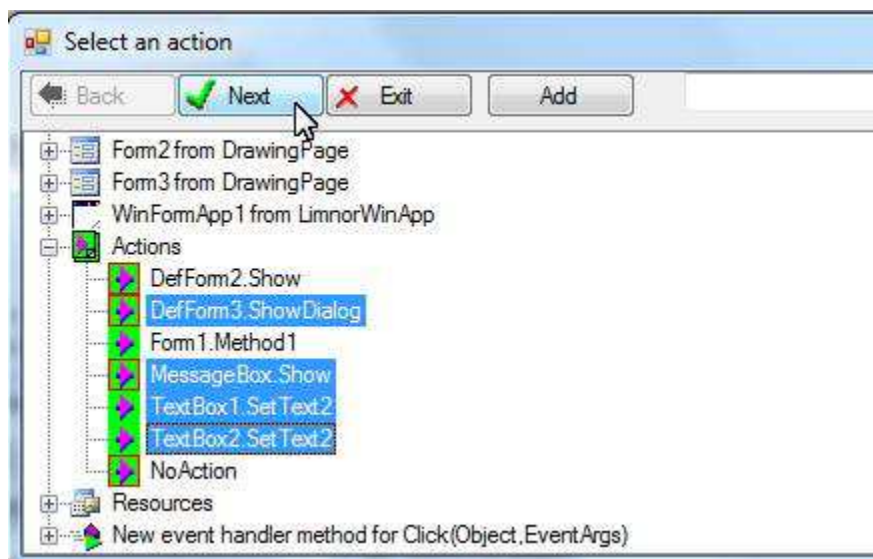 Select an action
Back Next Exit Add
Form2 from DrawingPage
Form3 from DrawingPage
WinFormApp1 from LimnorWinApp
Actions
DefForm2.Show
DefForm3.ShowDialog
Form1.Method1
MessageBox.Show
TextBox1.SetText2
TextBox2.SetText2
NoAction
Resources
New event handler method for Click(Object,EventArgs)